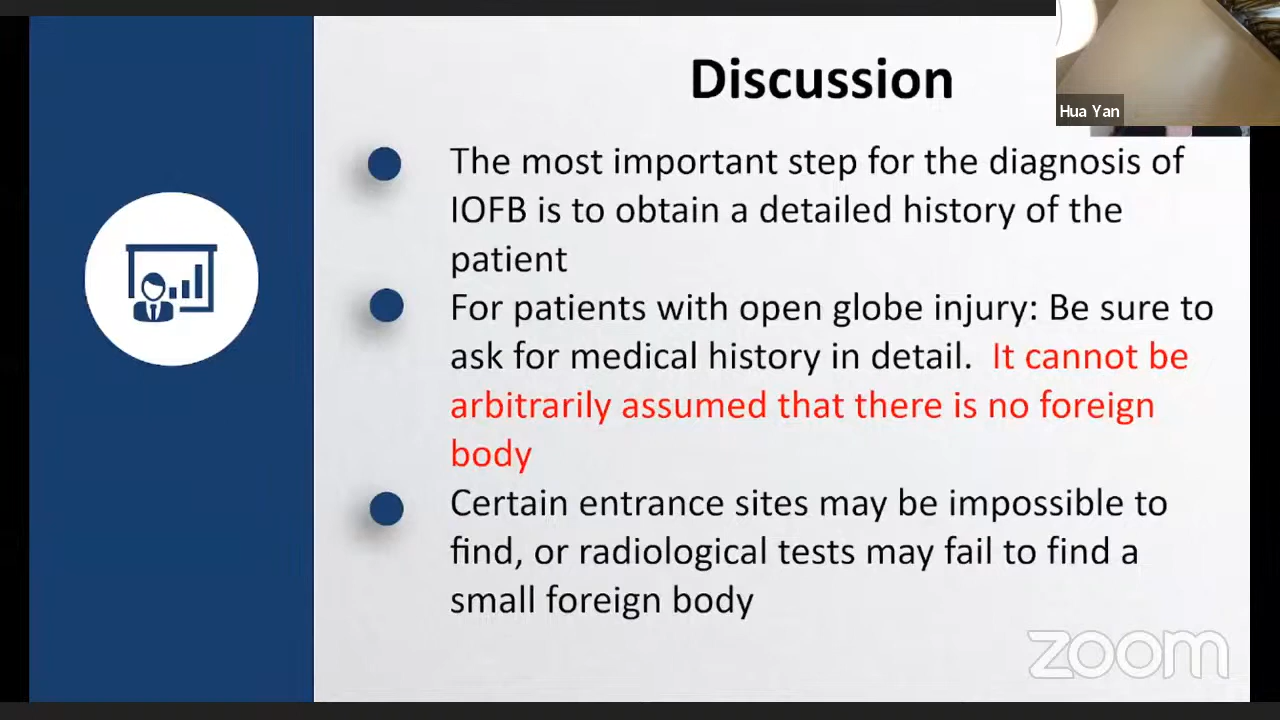 Discussion
Hua Yan
The most important step for the diagnosis of
IOFB is to obtain a detailed history of the
patient
For patients with open globe injury: Be sure to
ask for medical history in detail.  It cannot be
arbitrarily assumed that there is no foreign
body
Certain entrance sites may be impossible to
find, or radiological tests may fail to find a
small foreign body
zoom